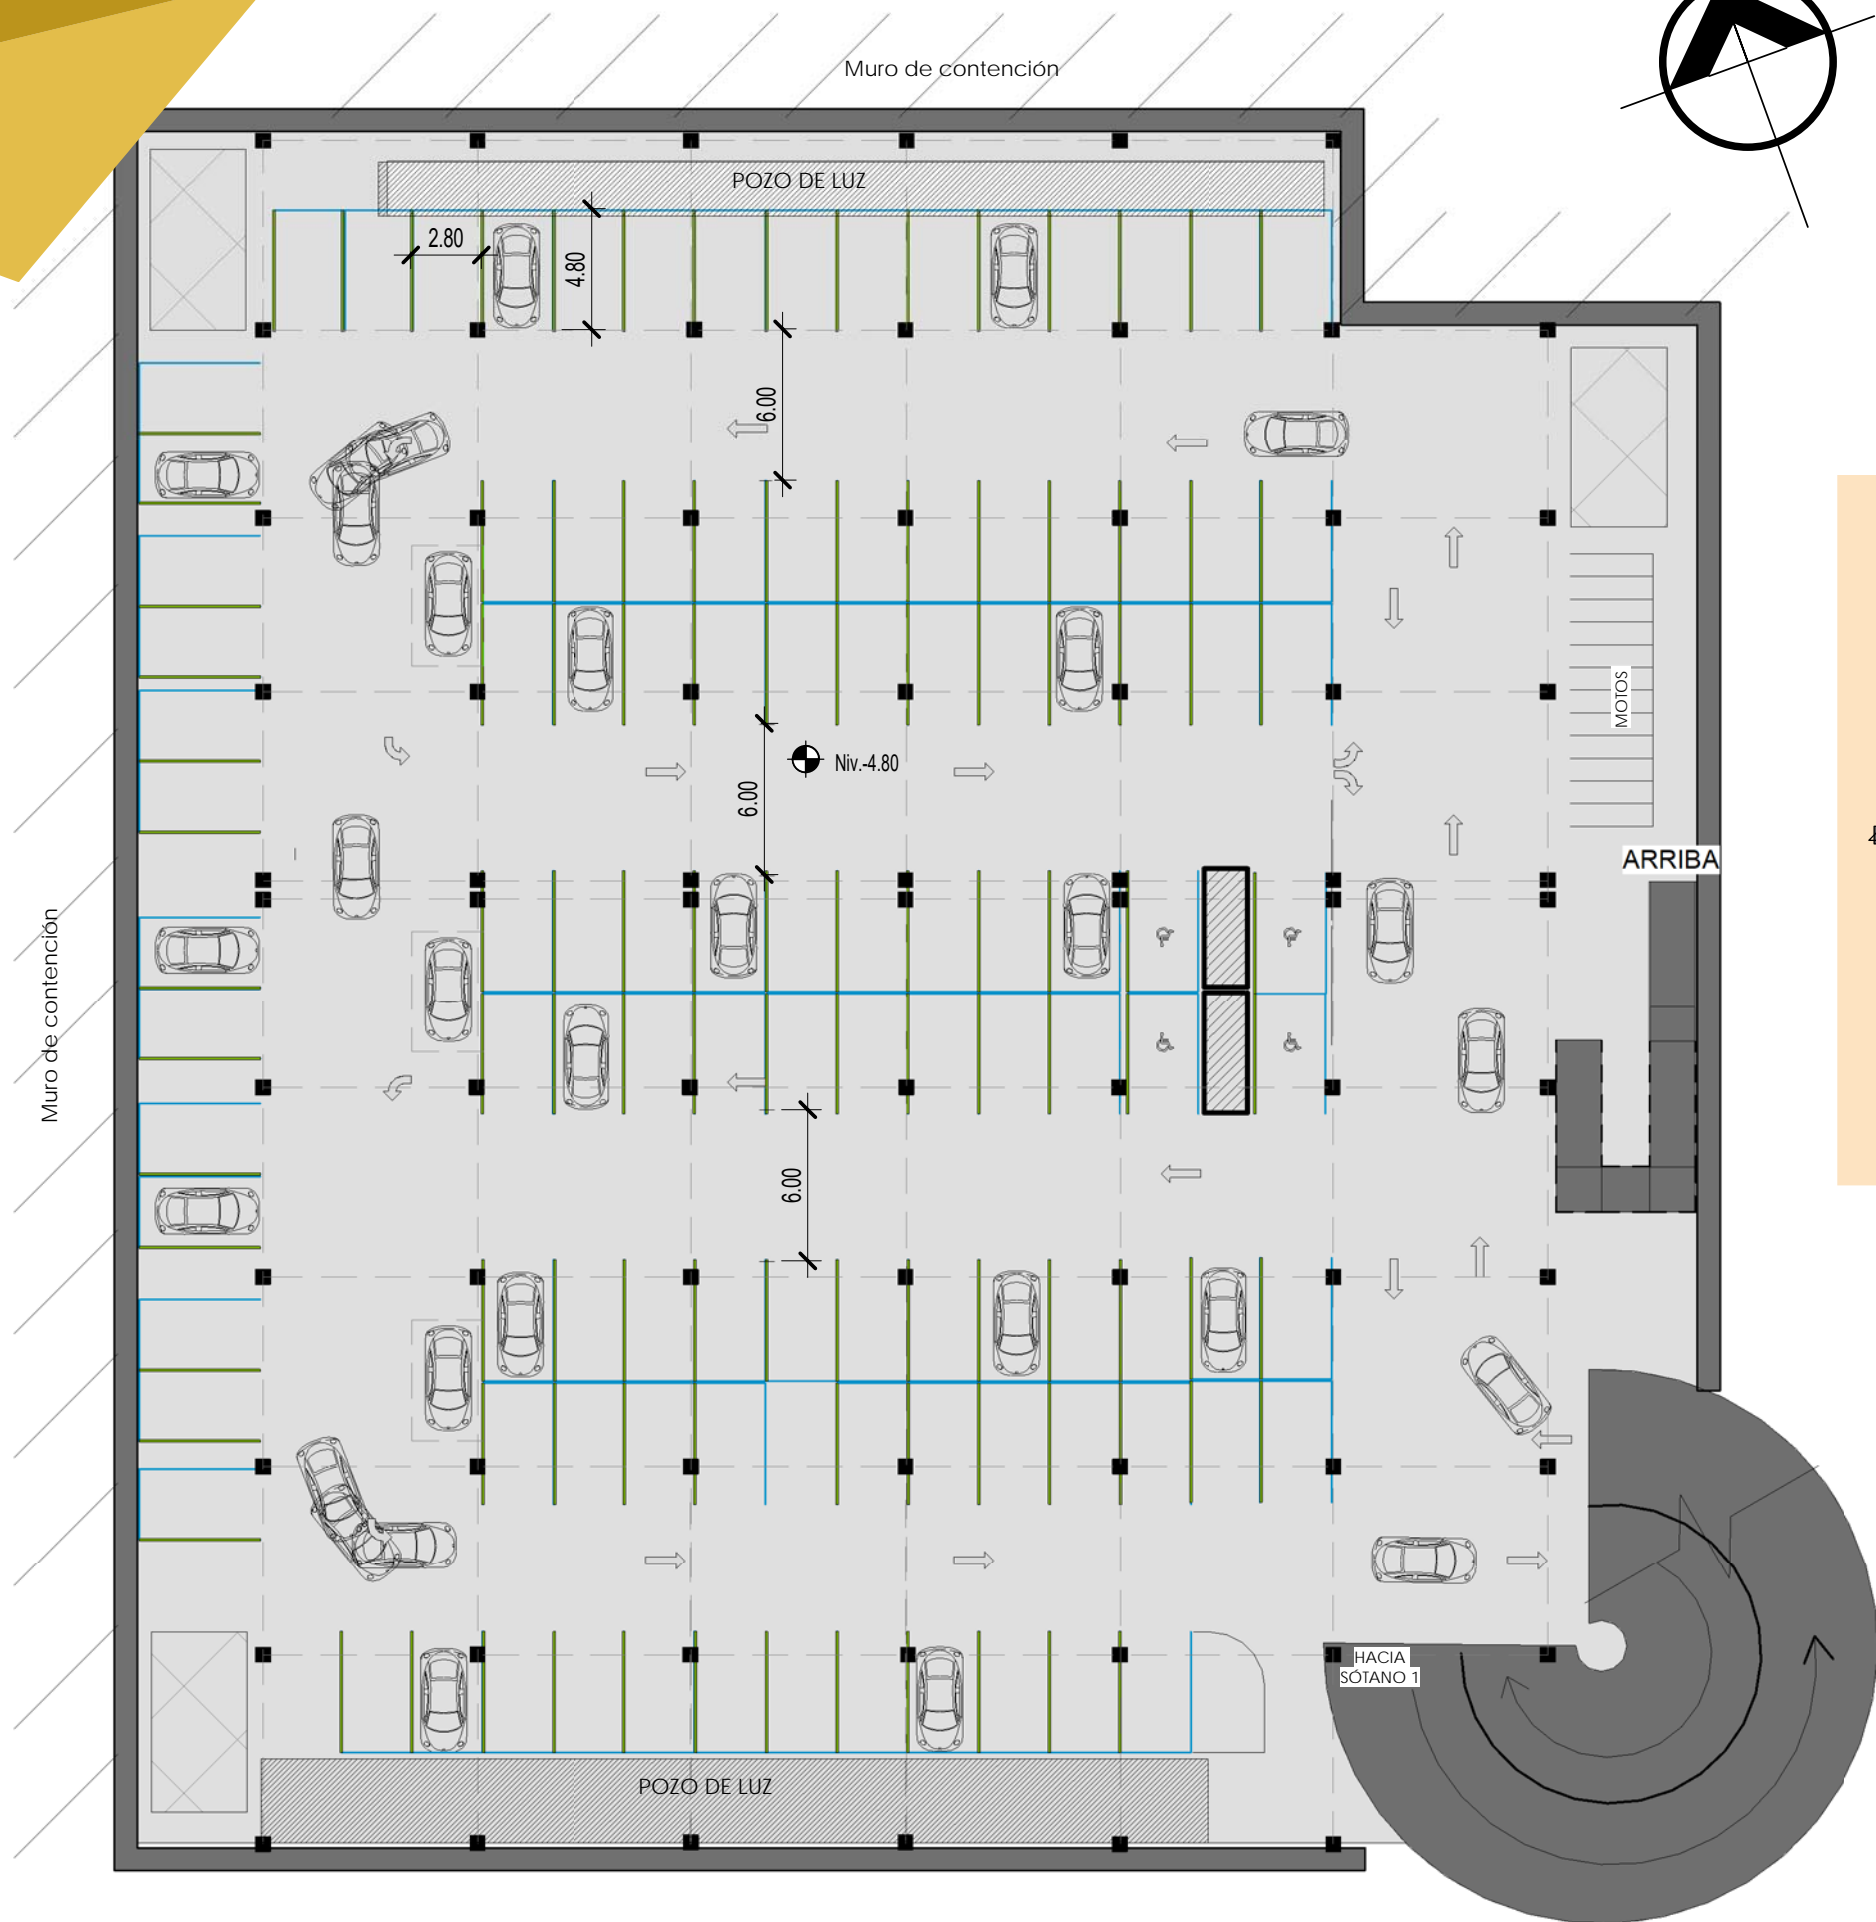 Muro de contención
POZO DE LUZ
2.80
4.80
6.00
MOTOS
Niv.-4.80
6.00
ARRIBA
Muro de contención
6.00
HACIA
SÓTANO 1
POZO DE LUZ